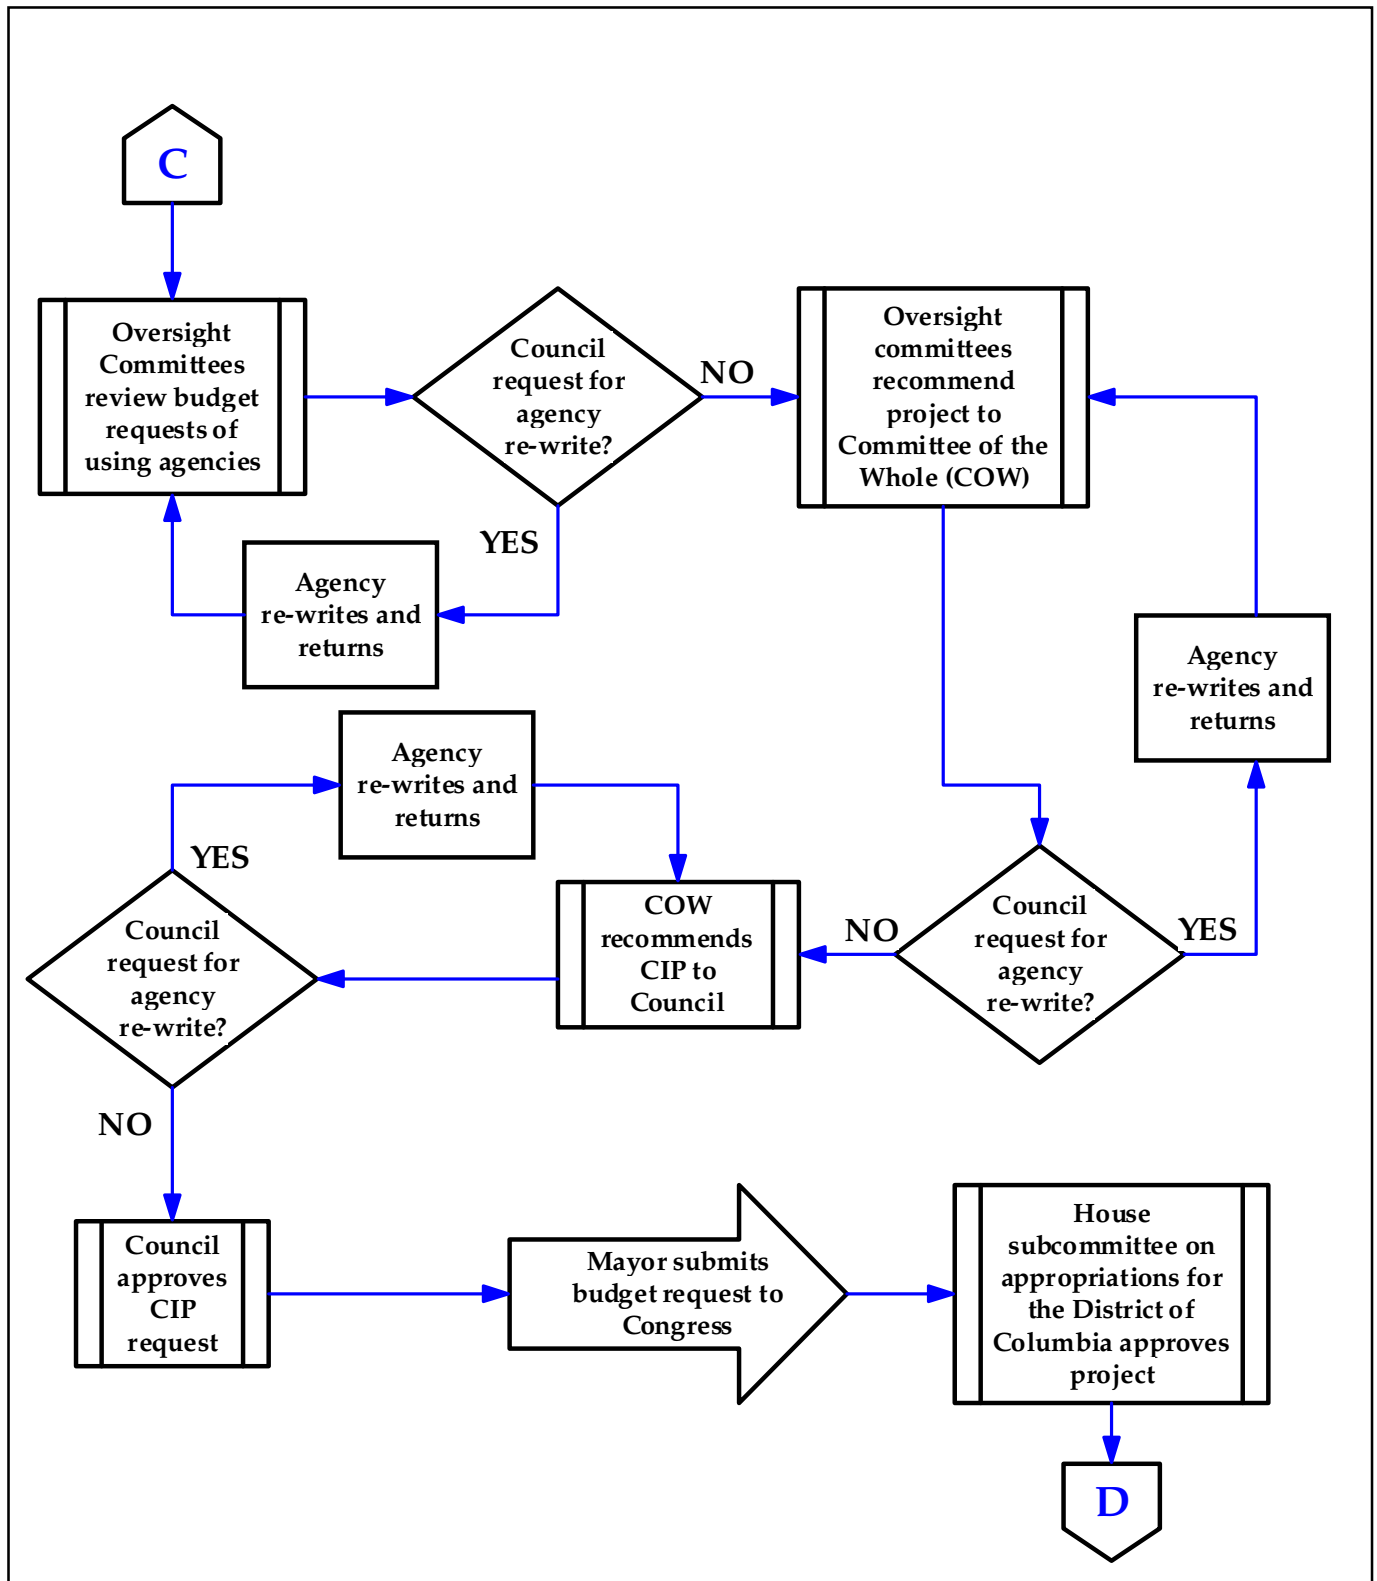 C
Oversight
Committees
review budget
requests of
using agencies
Council
request for
agency
re-write?
NO
YES
Oversight
committees
recommend
project to
Committee of the
Whole (COW)
Agency
re-writes and
returns
Agency
re-writes and
returns
Agency
re-writes and
returns
YES
Council
request for
agency
re-write?
NO
COW
recommends
CIP to
Council
NO
Council
request for
agency
re-write?
YES
Council
approves
CIP
request
Mayor submits
budget request to
Congress
House
subcommittee on
appropriations for
the District of
Columbia approves
project
D